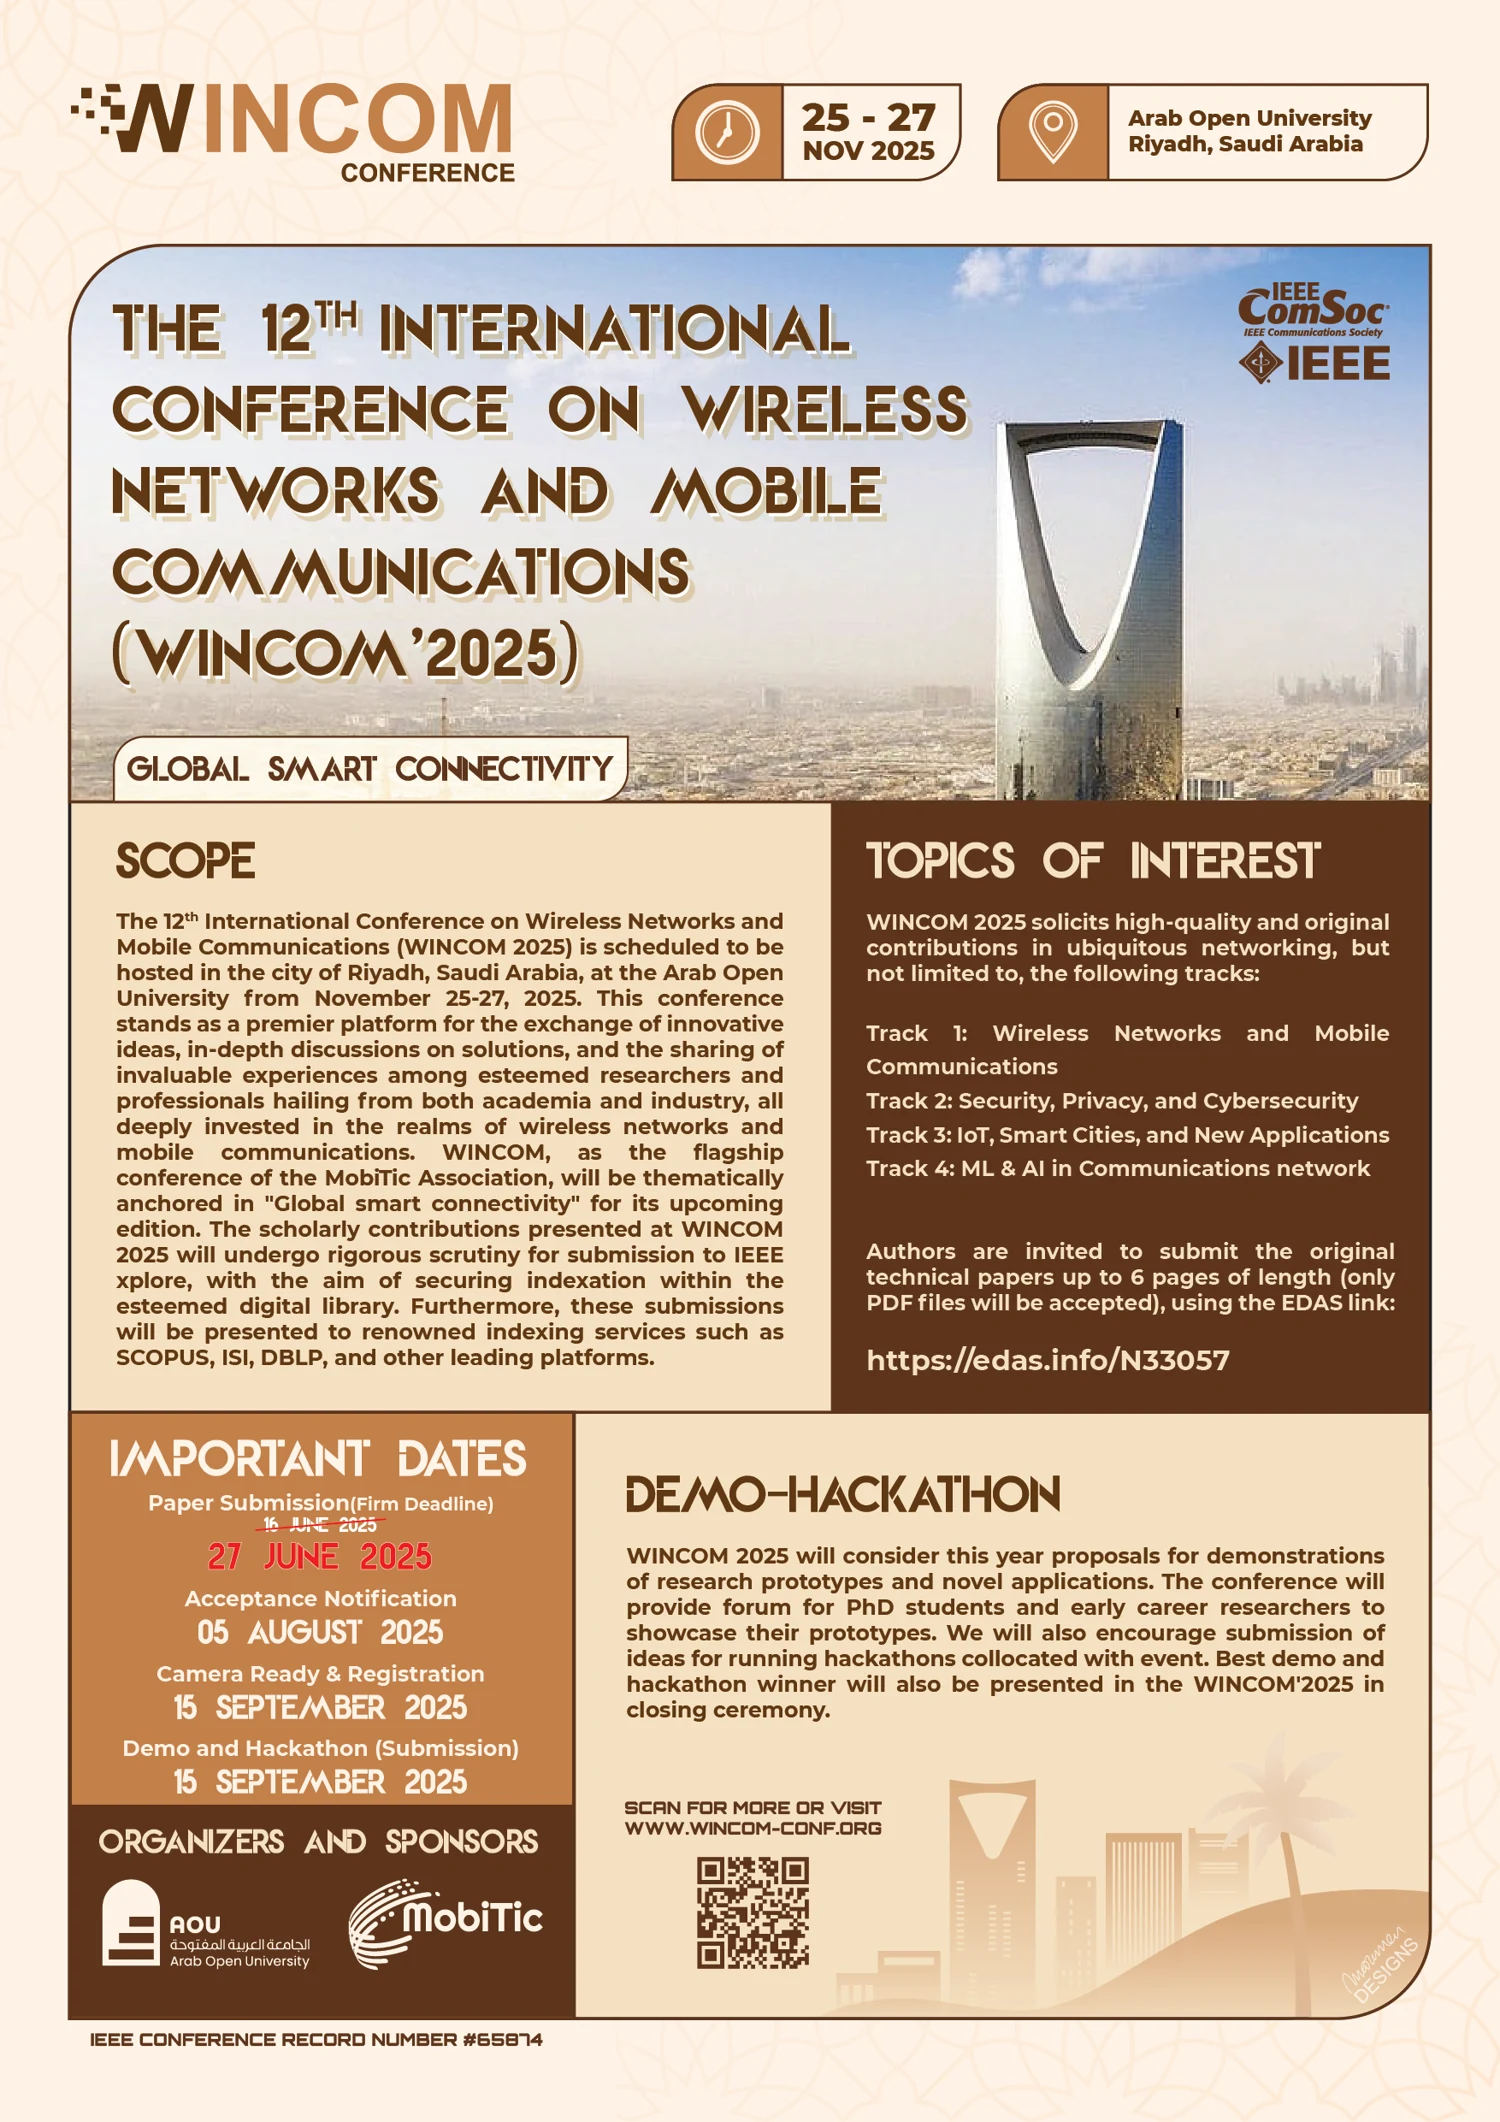 WINCOM
CONFERENCE
25 - 27
NOV 2025
Arab Open University
Riyadh, Saudi Arabia
THE 12TH INTERNATIONAL
CONFERENCE ON WIRELESS
NETWORKS AND MOBILE
COMMUNICATIONS
(WINCOM'2025)
IEEE
ComSoc
IEEE Communications Society
IEEE
GLOBAL SMART CONNECTIVITY
SCOPE
The 12th International Conference on Wireless Networks and
Mobile Communications (WINCOM 2025) is scheduled to be
hosted in the city of Riyadh, Saudi Arabia, at the Arab Open
University from November 25-27, 2025. This conference
stands as a premier platform for the exchange of innovative
ideas, in-depth discussions on solutions, and the sharing of
invaluable experiences among esteemed researchers and
professionals hailing from both academia and industry, all
deeply invested in the realms of wireless networks and
mobile communications. WINCOM, as the flagship
conference of the MobiTic Association, will be thematically
anchored in "Global smart connectivity" for its upcoming
edition. The scholarly contributions presented at WINCOM
2025 will undergo rigorous scrutiny for submission to IEEE
xplore, with the aim of securing indexation within the
esteemed digital library. Furthermore, these submissions
will be presented to renowned indexing services such as
SCOPUS, ISI, DBLP, and other leading platforms.
TOPICS OF INTEREST
WINCOM 2025 solicits high-quality and original
contributions in ubiquitous networking, but
not limited to, the following tracks:
Track 1: Wireless Networks and Mobile
Communications
Track 2: Security, Privacy, and Cybersecurity
Track 3: IoT, Smart Cities, and New Applications
Track 4: ML & AI in Communications network
Authors are invited to submit the original
technical papers up to 6 pages of length (only
PDF files will be accepted), using the EDAS link:
https://edas.info/N33057
IMPORTANT DATES
Paper Submission(Firm Deadline)
16 JUNE 2025
27 JUNE 2025
Acceptance Notification
05 AUGUST 2025
Camera Ready & Registration
15 SEPTEMBER 2025
Demo and Hackathon (Submission)
15 SEPTEMBER 2025
ORGANIZERS AND SPONSORS
AOU
الجامعة العربية المفتوحة
Arab Open University
MobiTic
DEMO-HACKATHON
WINCOM 2025 will consider this year proposals for demonstrations
of research prototypes and novel applications. The conference will
provide forum for PhD students and early career researchers to
showcase their prototypes. We will also encourage submission of
ideas for running hackathons collocated with event. Best demo and
hackathon winner will also be presented in the WINCOM'2025 in
closing ceremony.
SCAN FOR MORE OR VISIT
WWW.WINCOM-CONF.ORG
DESIGNS
IEEE CONFERENCE RECORD NUMBER #65874